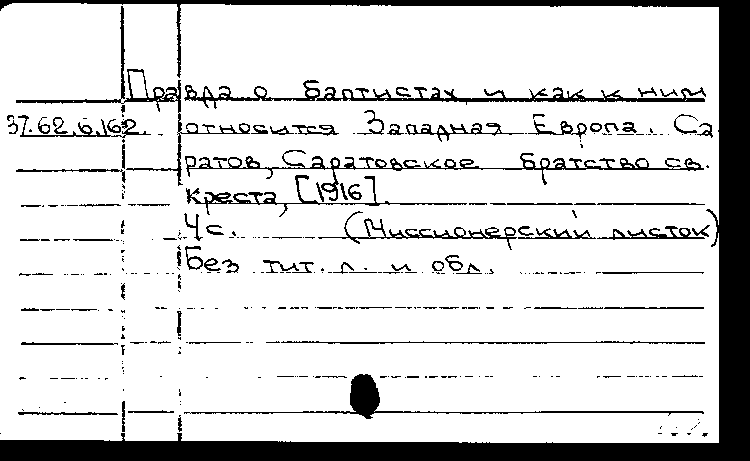 Правда о баптистах и как к ним
37.62.6.162. относится Западная Европа. Са-
ратов, Саратовское братство св.
Креста, [1916].
4 с. (Миссионерский листок)
Без тит. л. и обл.